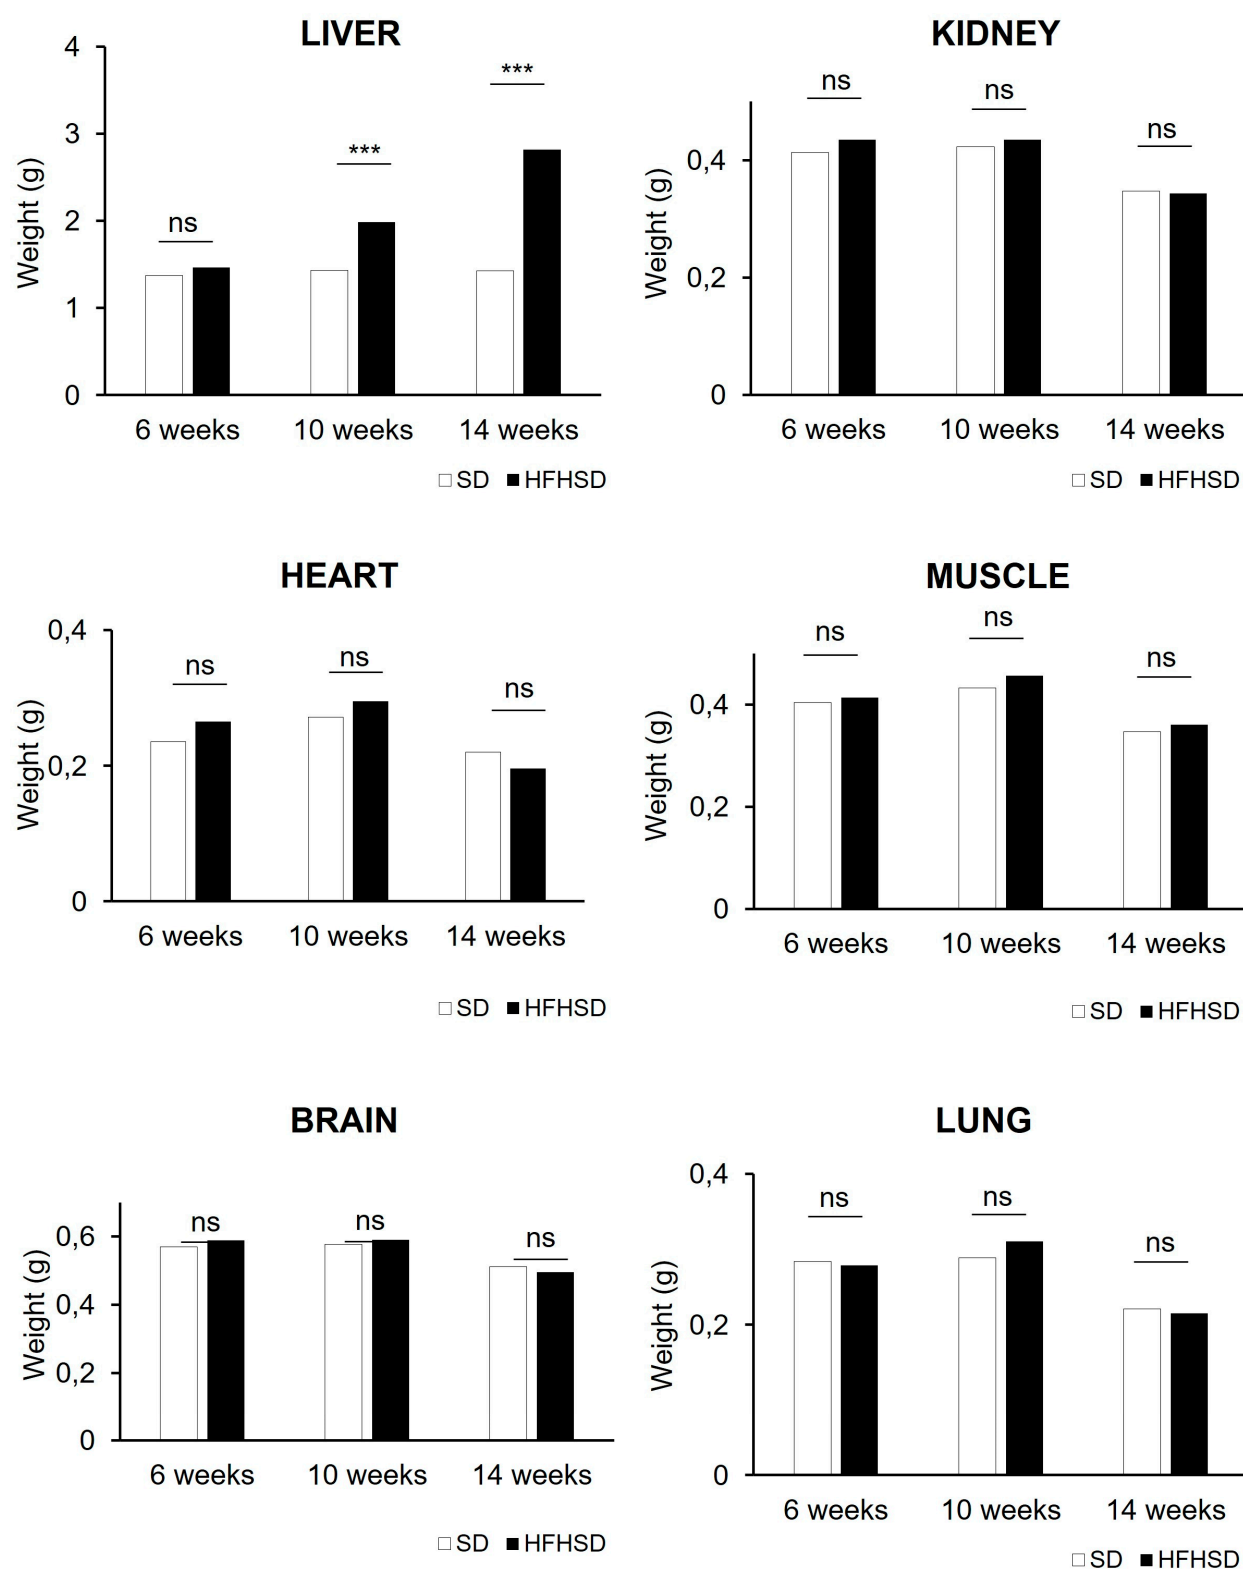 LIVER
4
3
2
1
0
Weight (g)
ns
***
***
6 weeks 10 weeks 14 weeks
SD HFHSD
KIDNEY
0,4
0,2
0
Weight (g)
ns
ns
ns
6 weeks 10 weeks 14 weeks
SD HFHSD
HEART
0,4
0,2
0
Weight (g)
ns
ns
ns
6 weeks 10 weeks 14 weeks
SD HFHSD
MUSCLE
0,4
0,2
0
Weight (g)
ns
ns
ns
6 weeks 10 weeks 14 weeks
SD HFHSD
BRAIN
0,6
0,4
0,2
0
Weight (g)
ns
ns
ns
6 weeks 10 weeks 14 weeks
SD HFHSD
LUNG
0,4
0,2
0
Weight (g)
ns
ns
ns
6 weeks 10 weeks 14 weeks
SD HFHSD